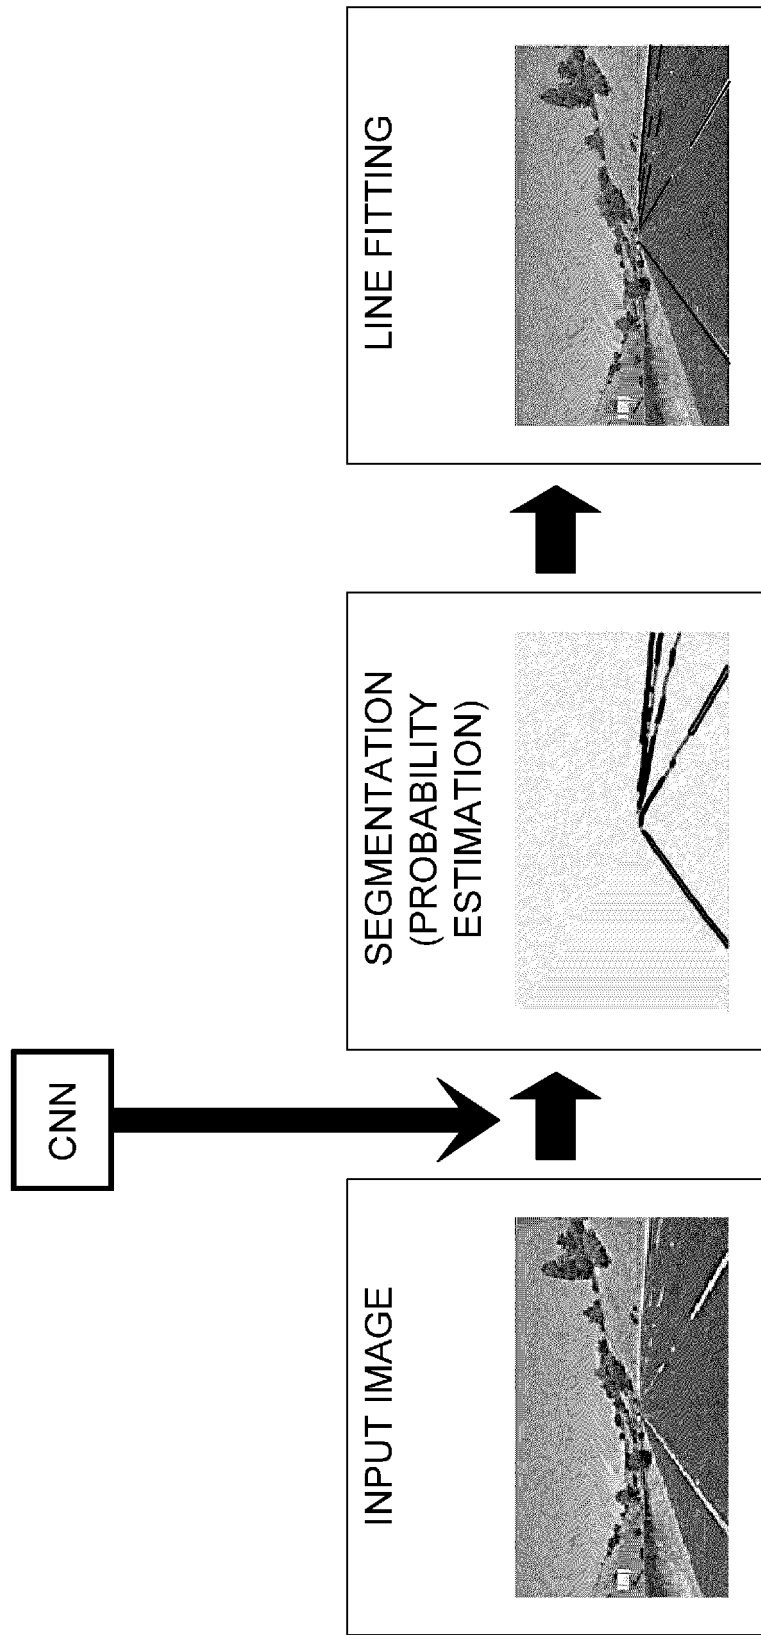 CNN
INPUT IMAGE
SEGMENTATION
(PROBABILITY
ESTIMATION)
LINE FITTING